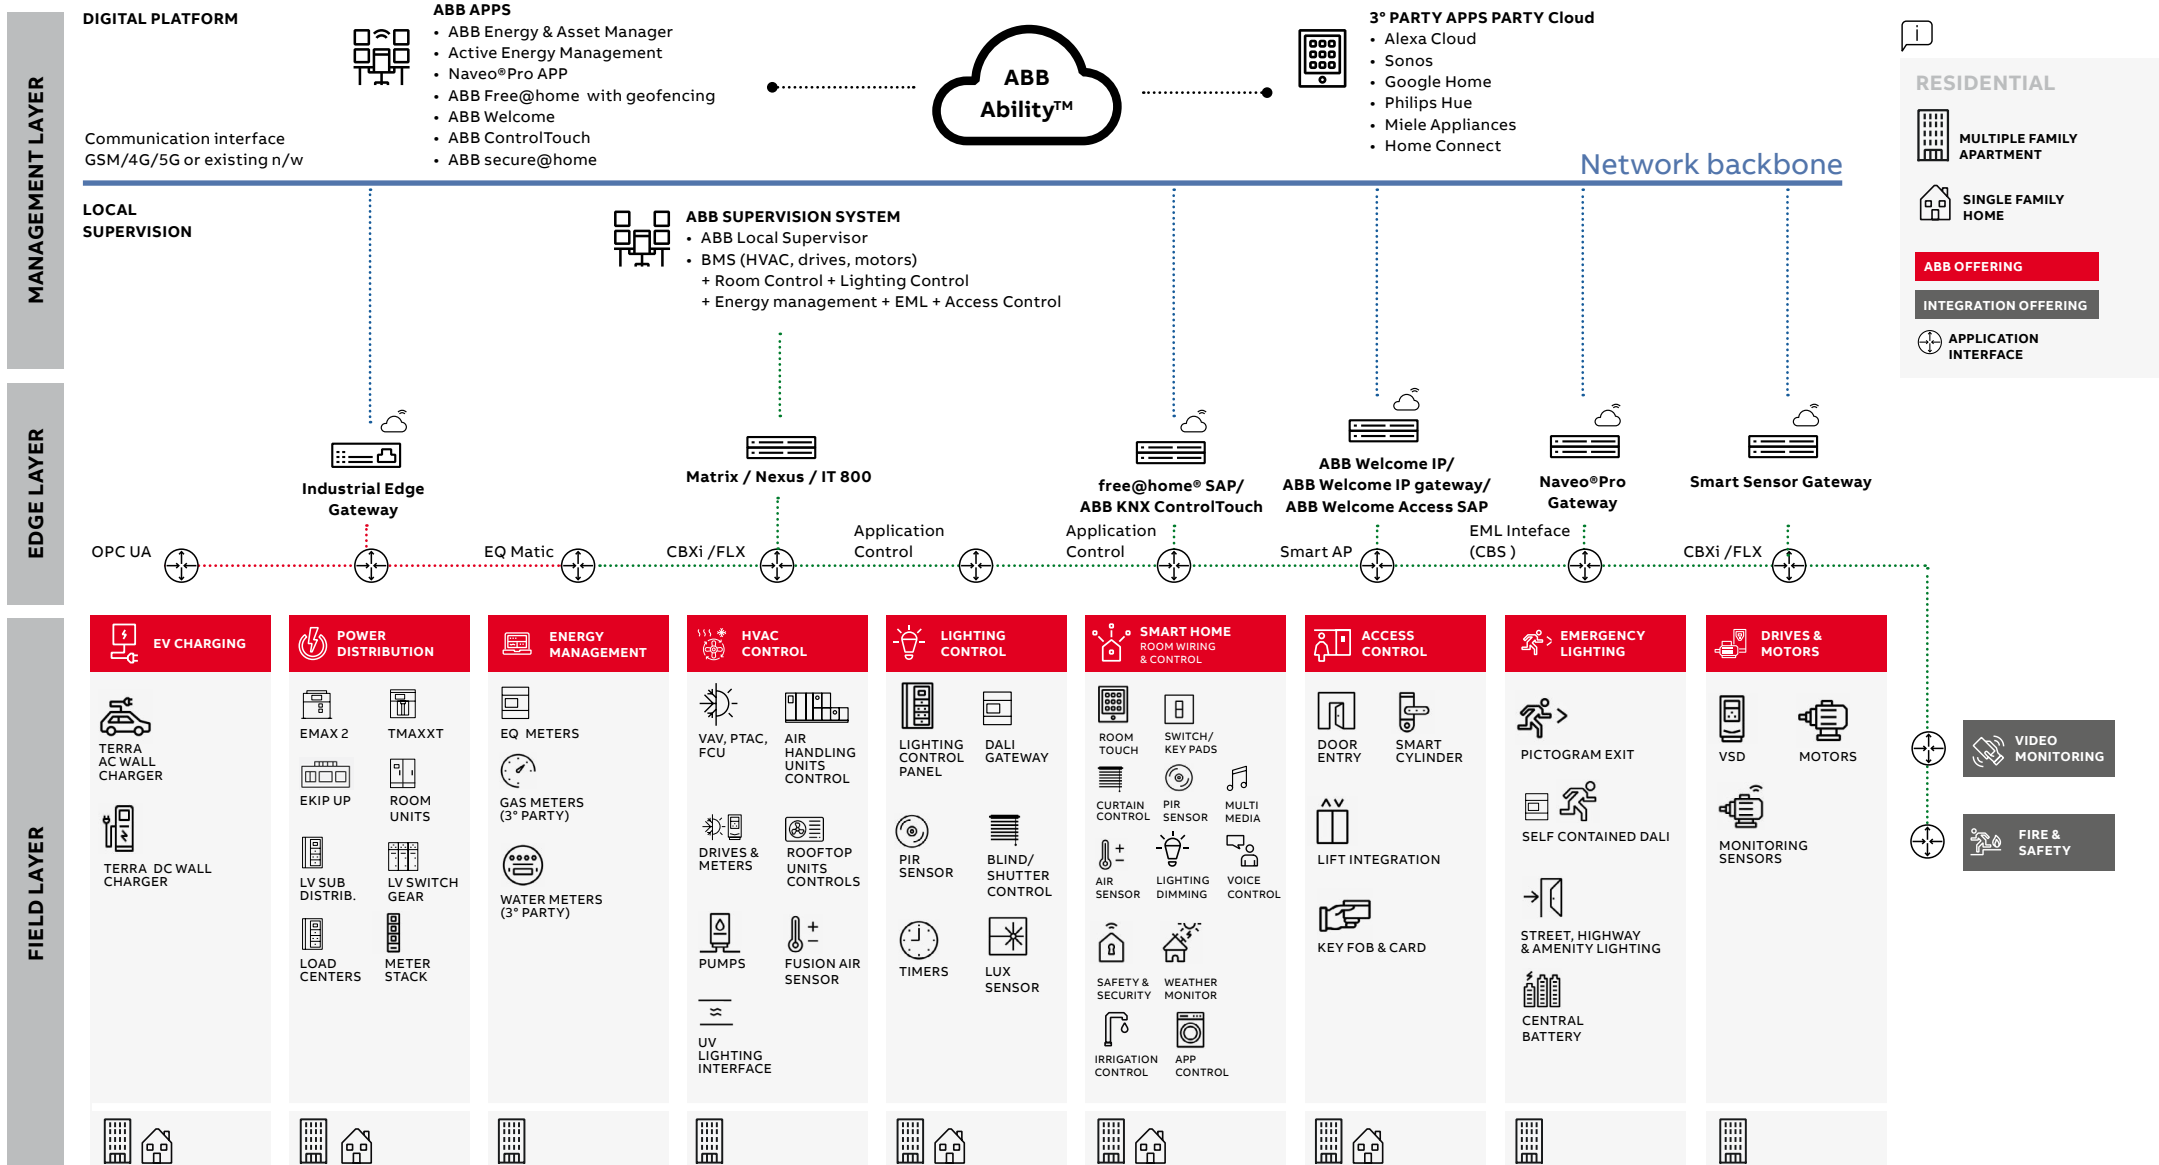 MANAGEMENT LAYER
DIGITAL PLATFORM
Communication interface
GSM/4G/5G or existing n/w
ABB APPS
• ABB Energy & Asset Manager
• Active Energy Management
• Naveo®Pro APP
• ABB Free@home with geofencing
• ABB Welcome
• ABB ControlTouch
• ABB secure@home
ABB
Ability™
3° PARTY APPS PARTY Cloud
• Alexa Cloud
• Sonos
• Google Home
• Philips Hue
• Miele Appliances
• Home Connect
Network backbone
i
RESIDENTIAL
MULTIPLE FAMILY
APARTMENT
SINGLE FAMILY
HOME
ABB OFFERING
INTEGRATION OFFERING
APPLICATION
INTERFACE
LOCAL
SUPERVISION
ABB SUPERVISION SYSTEM
• ABB Local Supervisor
• BMS (HVAC, drives, motors)
+ Room Control + Lighting Control
+ Energy management + EML + Access Control
EDGE LAYER
Industrial Edge
Gateway
Matrix / Nexus / IT 800
free@home® SAP/
ABB KNX ControlTouch
ABB Welcome IP/
ABB Welcome IP gateway/
ABB Welcome Access SAP
Naveo®Pro
Gateway
Smart Sensor Gateway
OPC UA
EQ Matic
CBXi /FLX
Application
Control
Application
Control
Smart AP
EML Inteface
(CBS )
CBXi /FLX
FIELD LAYER
EV CHARGING
TERRA
AC WALL
CHARGER
TERRA DC WALL
CHARGER
POWER
DISTRIBUTION
EMAX 2
TMAXXT
EKIP UP
ROOM
UNITS
LV SUB
DISTRIB.
LV SWITCH
GEAR
LOAD
CENTERS
METER
STACK
ENERGY
MANAGEMENT
EQ METERS
GAS METERS
(3° PARTY)
WATER METERS
(3° PARTY)
HVAC
CONTROL
VAV, PTAC,
FCU
AIR
HANDLING
UNITS
CONTROL
DRIVES &
METERS
ROOFTOP
UNITS
CONTROLS
PUMPS
FUSION AIR
SENSOR
UV
LIGHTING
INTERFACE
LIGHTING
CONTROL
LIGHTING
CONTROL
PANEL
DALI
GATEWAY
PIR
SENSOR
BLIND/
SHUTTER
CONTROL
TIMERS
LUX
SENSOR
SMART HOME
ROOM WIRING
& CONTROL
ROOM
TOUCH
SWITCH/
KEY PADS
CURTAIN
CONTROL
PIR
SENSOR
MULTI
MEDIA
AIR
SENSOR
LIGHTING
DIMMING
VOICE
CONTROL
SAFETY &
SECURITY
WEATHER
MONITOR
IRRIGATION
CONTROL
APP
CONTROL
ACCESS
CONTROL
DOOR
ENTRY
SMART
CYLINDER
LIFT INTEGRATION
KEY FOB & CARD
EMERGENCY
LIGHTING
PICTOGRAM EXIT
SELF CONTAINED DALI
STREET, HIGHWAY
& AMENITY LIGHTING
CENTRAL
BATTERY
DRIVES &
MOTORS
VSD
MOTORS
MONITORING
SENSORS
VIDEO
MONITORING
FIRE &
SAFETY